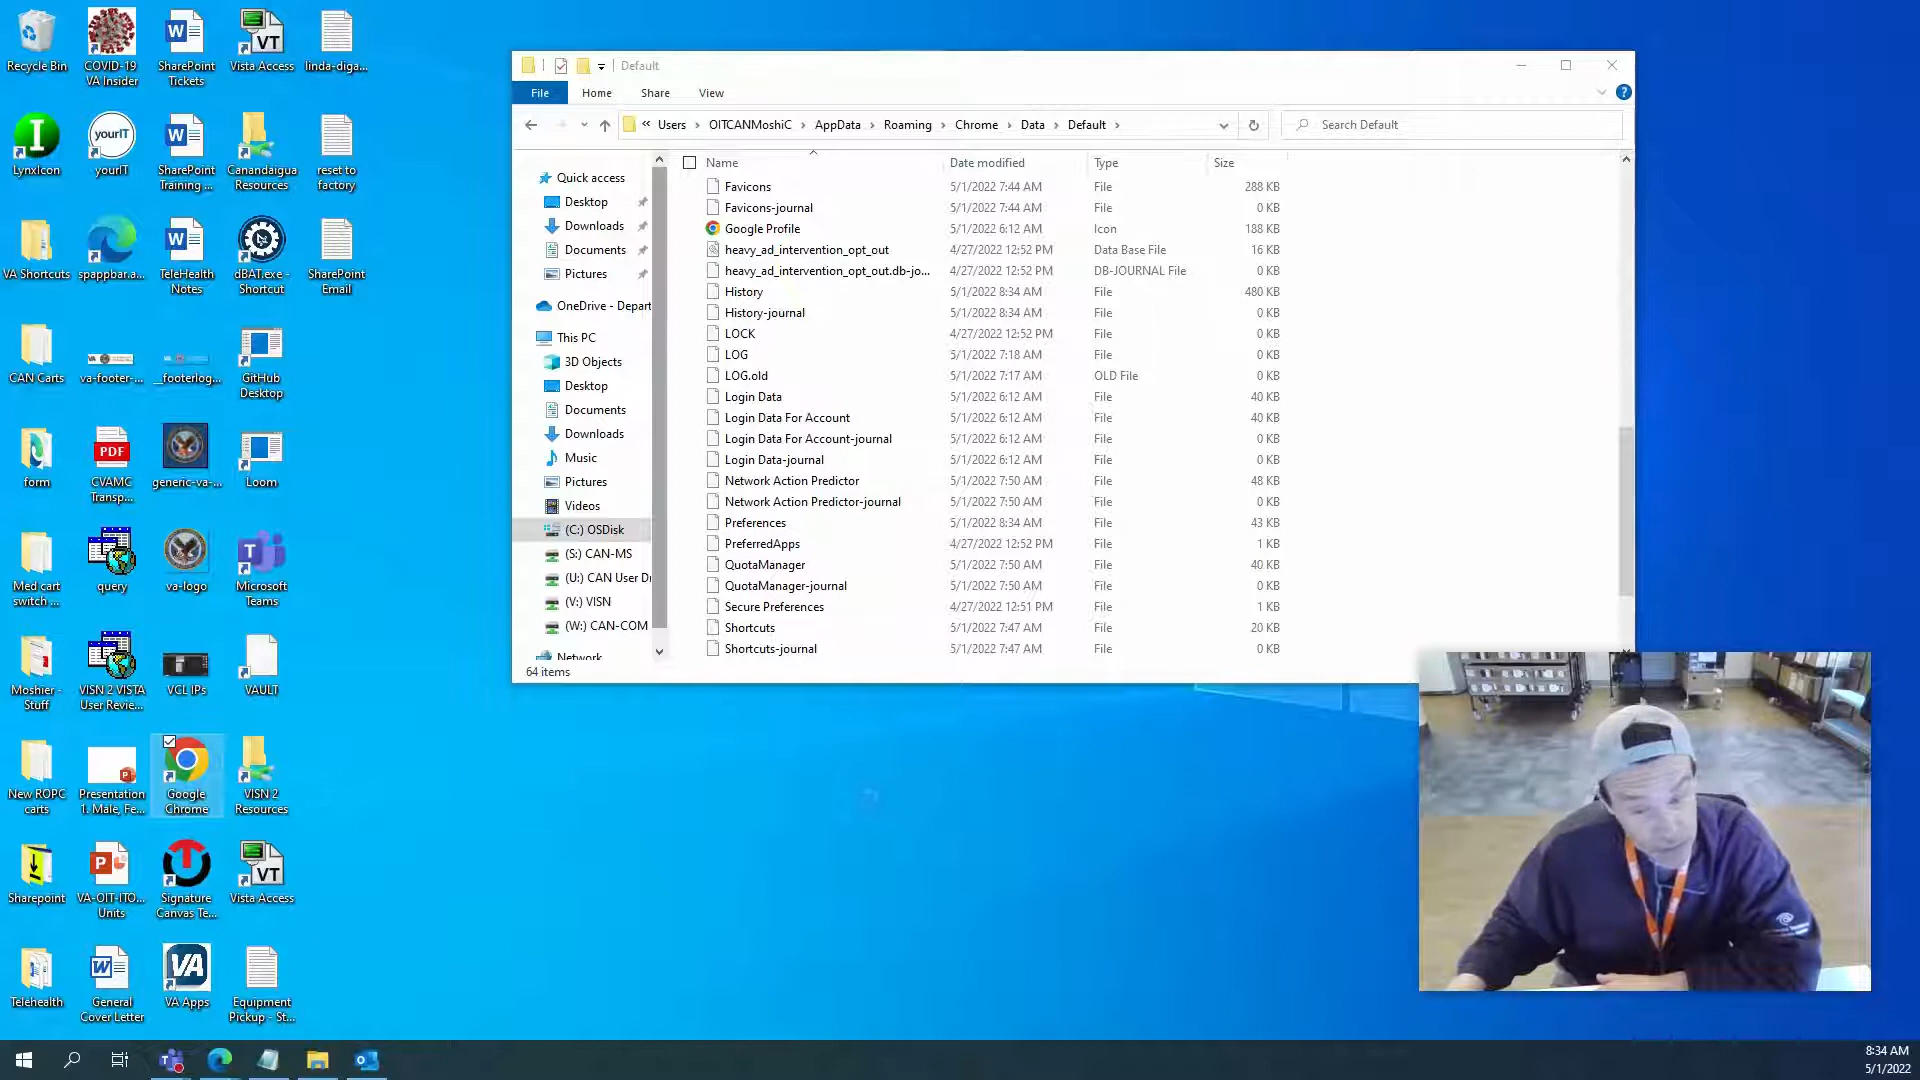 Recycle Bin
COVID-19
VA Insider
SharePoint
Tickets
VT
Vista Access
linda-diga...
LynxIcon
yourIT
yourIT
SharePoint
Training ...
Canandaigua
Resources
reset to
factory
VA Shortcuts
spappbar.a...
TeleHealth
Notes
dBAT.exe -
Shortcut
SharePoint
Email
CAN Carts
va-footer-...
__footerlog...
GitHub
Desktop
form
PDF
CVAMC
Transp...
generic-va-...
Loom
Med cart
switch ...
query
va-logo
Microsoft
Teams
Moshier -
Stuff
VISN 2 VISTA
User Revie...
VCL IPs
VAULT
New ROPC
carts
Presentation
1. Male, Fe...
Google
Chrome
VISN 2
Resources
Sharepoint
VA-OIT-ITO...
Units
Signature
Canvas Te...
VT
Vista Access
Telehealth
General
Cover Letter
VA
VA Apps
Equipment
Pickup - St...
Default
File Home Share View
« Users › OITCANMoshiC › AppData › Roaming › Chrome › Data › Default ›
Search Default
Quick access
Desktop
Downloads
Documents
Pictures
OneDrive - Depart
This PC
3D Objects
Desktop
Documents
Downloads
Music
Pictures
Videos
(C:) OSDisk
(S:) CAN-MS
(U:) CAN User Dr
(V:) VISN
(W:) CAN-COM
Network
Name Date modified Type Size
Favicons 5/1/2022 7:44 AM File 288 KB
Favicons-journal 5/1/2022 7:44 AM File 0 KB
Google Profile 5/1/2022 6:12 AM Icon 188 KB
heavy_ad_intervention_opt_out 4/27/2022 12:52 PM Data Base File 16 KB
heavy_ad_intervention_opt_out.db-jo... 4/27/2022 12:52 PM DB-JOURNAL File 0 KB
History 5/1/2022 8:34 AM File 480 KB
History-journal 5/1/2022 8:34 AM File 0 KB
LOCK 4/27/2022 12:52 PM File 0 KB
LOG 5/1/2022 7:18 AM File 0 KB
LOG.old 5/1/2022 7:17 AM OLD File 0 KB
Login Data 5/1/2022 6:12 AM File 40 KB
Login Data For Account 5/1/2022 6:12 AM File 40 KB
Login Data For Account-journal 5/1/2022 6:12 AM File 0 KB
Login Data-journal 5/1/2022 6:12 AM File 0 KB
Network Action Predictor 5/1/2022 7:50 AM File 48 KB
Network Action Predictor-journal 5/1/2022 7:50 AM File 0 KB
Preferences 5/1/2022 8:34 AM File 43 KB
PreferredApps 4/27/2022 12:52 PM File 1 KB
QuotaManager 5/1/2022 7:50 AM File 40 KB
QuotaManager-journal 5/1/2022 7:50 AM File 0 KB
Secure Preferences 4/27/2022 12:51 PM File 1 KB
Shortcuts 5/1/2022 7:47 AM File 20 KB
Shortcuts-journal 5/1/2022 7:47 AM File 0 KB
64 items
8:34 AM
5/1/2022